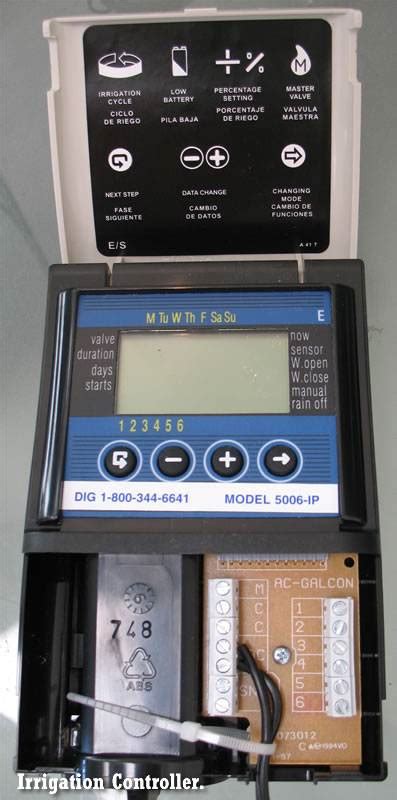 IRRIGATION CYCLE
CICLO DE RIEGO
LOW BATTERY
PILA BAJA
PERCENTAGE SETTING
PORCENTAJE DE RIEGO
MASTER VALVE
VALVULA MAESTRA
M
NEXT STEP
FASE SIGUIENTE
DATA CHANGE
CAMBIO DE DATOS
CHANGING MODE
CAMBIO DE FUNCIONES
E/S
A 41 7
M Tu W Th F Sa Su
E
valve
duration
days
starts
now
sensor
W.open
W.close
manual
rain off
1 2 3 4 5 6
DIG 1-800-344-6641
MODEL 5006-IP
AC-GALCON
M
C
C
1
2
3
4
5
6
748
ABS
073012
Irrigation Controller.